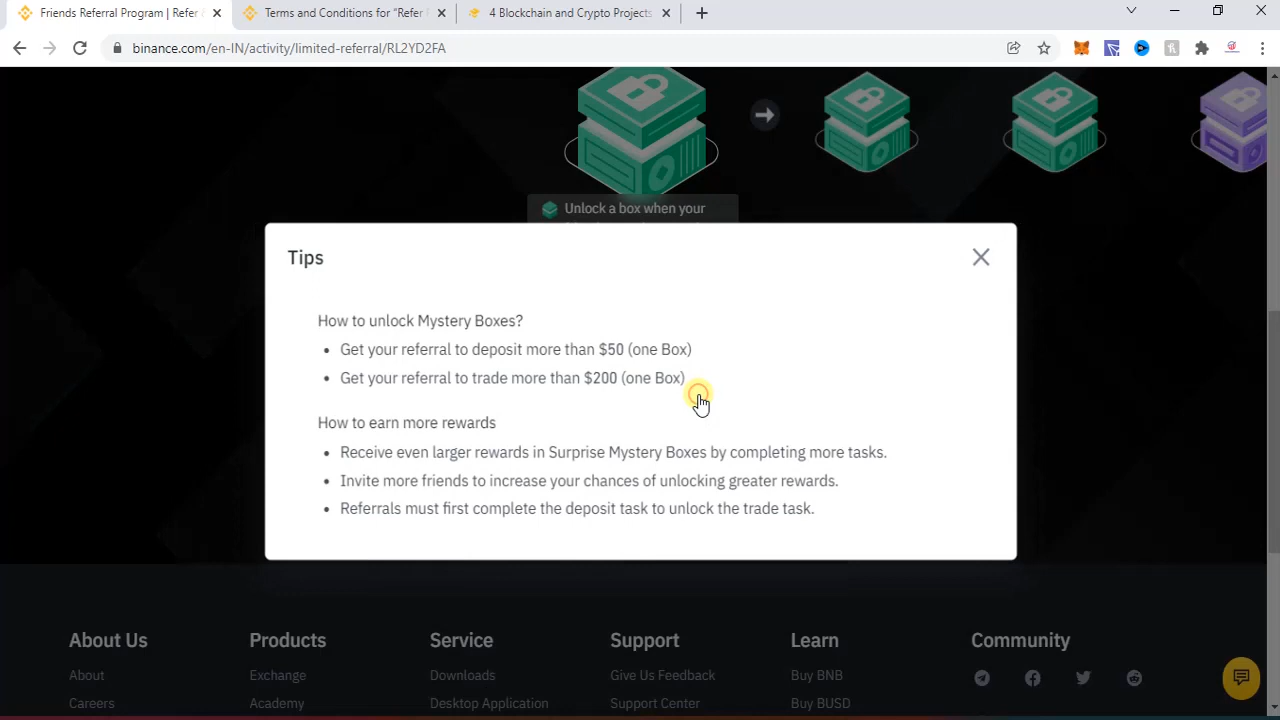 Friends Referral Program | Refer &
Terms and Conditions for "Refer
4 Blockchain and Crypto Projects
binance.com/en-IN/activity/limited-referral/RL2YD2FA
Unlock a box when your
Tips
How to unlock Mystery Boxes?
Get your referral to deposit more than $50 (one Box)
Get your referral to trade more than $200 (one Box)
How to earn more rewards
Receive even larger rewards in Surprise Mystery Boxes by completing more tasks.
Invite more friends to increase your chances of unlocking greater rewards.
Referrals must first complete the deposit task to unlock the trade task.
About Us Products Service Support Learn Community
About Exchange Downloads Give Us Feedback Buy BNB
Careers Academy Desktop Application Support Center Buy BUSD